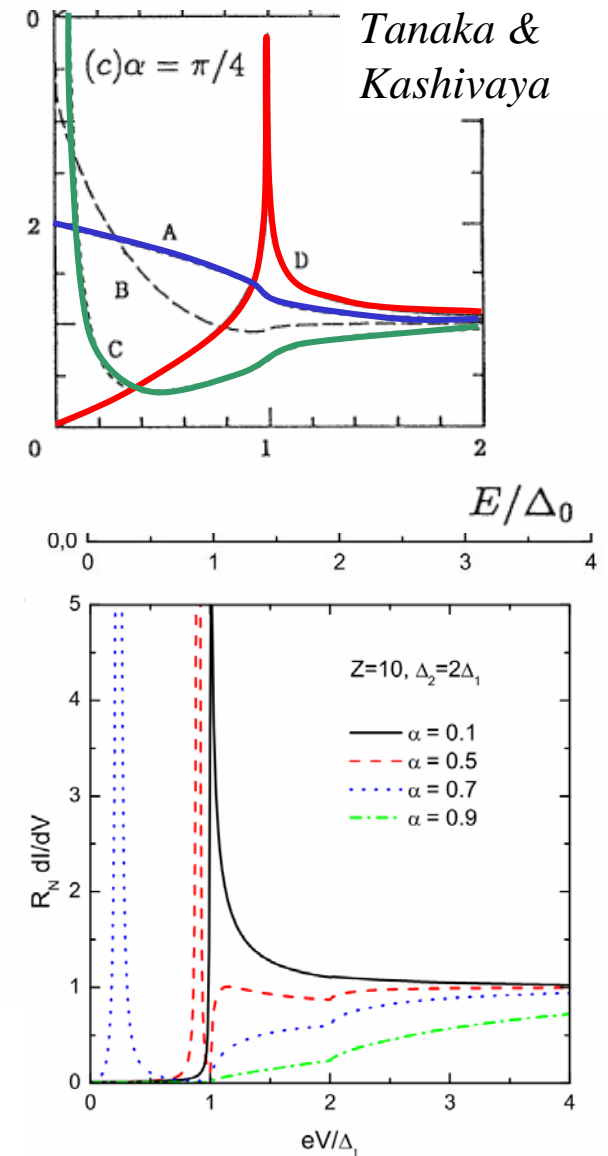 0
Tanaka &
Kashivaya
(c)α = π/4
2
A
B
D
C
0
1
2
E/Δ₀
0,0
0 1 2 3 4
5
Z=10, Δ₂=2Δ₁
4
α = 0.1
α = 0.5
α = 0.7
3
α = 0.9
R_N dI/dV
2
1
0
0 1 2 3 4
eV/Δ₁